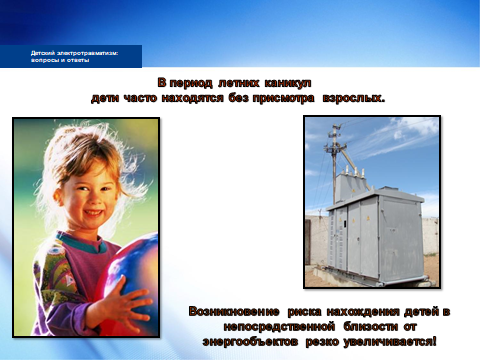 Детский электротравматизм:
вопросы и ответы
В период летних каникул
дети часто находятся без присмотра взрослых.
Возникновение риска нахождения детей в
непосредственной близости от
энергообъектов резко увеличивается!